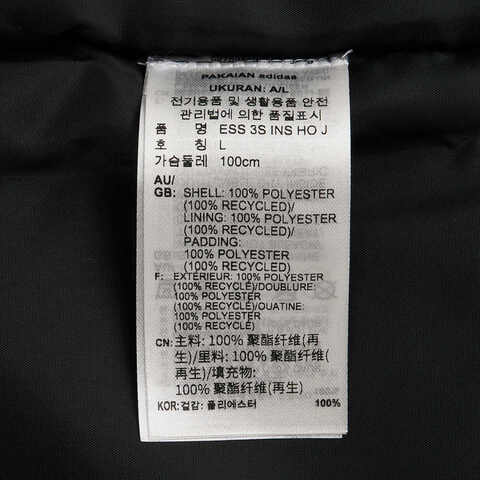 PAKAIAN adidas
UKURAN: A/L
전기용품 및 생활용품 안전
관리법에 의한 품질표시
품 명 ESS 3S INS HO J
호 칭 L
가슴둘레 100cm
AU/
GB: SHELL: 100% POLYESTER
(100% RECYCLED)/
LINING: 100% POLYESTER
(100% RECYCLED)/
PADDING:
100% POLYESTER
(100% RECYCLED)
F: EXTÉRIEUR: 100% POLYESTER
(100% RECYCLÉ)/DOUBLURE:
100% POLYESTER
(100% RECYCLÉ)/OUATINE:
100% POLYESTER
(100% RECYCLÉ)
CN: 主料: 100% 聚酯纤维(再
生)/里料: 100% 聚酯纤维(再
生)/填充物:
100% 聚酯纤维(再生)
KOR: 겉감: 폴리에스터 100%